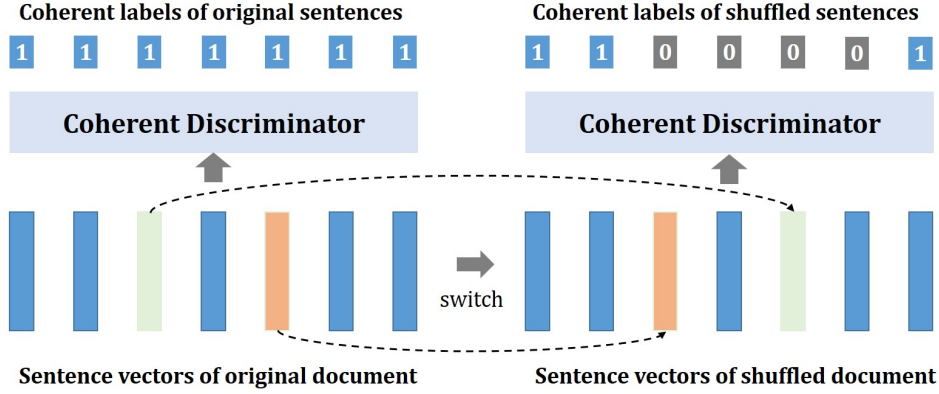 Coherent labels of original sentences
Coherent labels of shuffled sentences
1 1 1 1 1 1 1
1 1 0 0 0 0 1
Coherent Discriminator
Coherent Discriminator
switch
Sentence vectors of original document
Sentence vectors of shuffled document